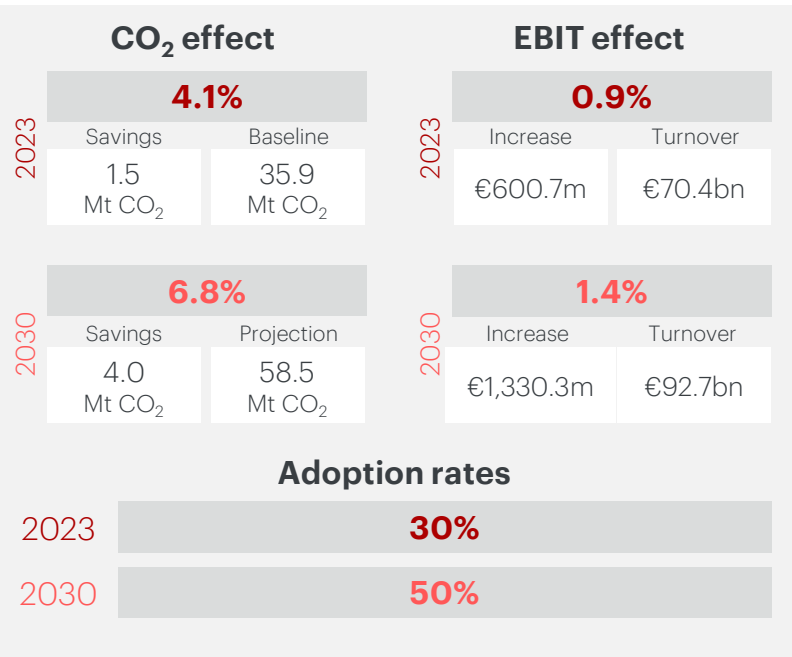 CO₂ effect
4.1%
2023
Savings
Baseline
1.5
Mt CO₂
35.9
Mt CO₂
6.8%
2030
Savings
Projection
4.0
Mt CO₂
58.5
Mt CO₂
EBIT effect
0.9%
2023
Increase
Turnover
€600.7m
€70.4bn
1.4%
2030
Increase
Turnover
€1,330.3m
€92.7bn
Adoption rates
2023
30%
2030
50%